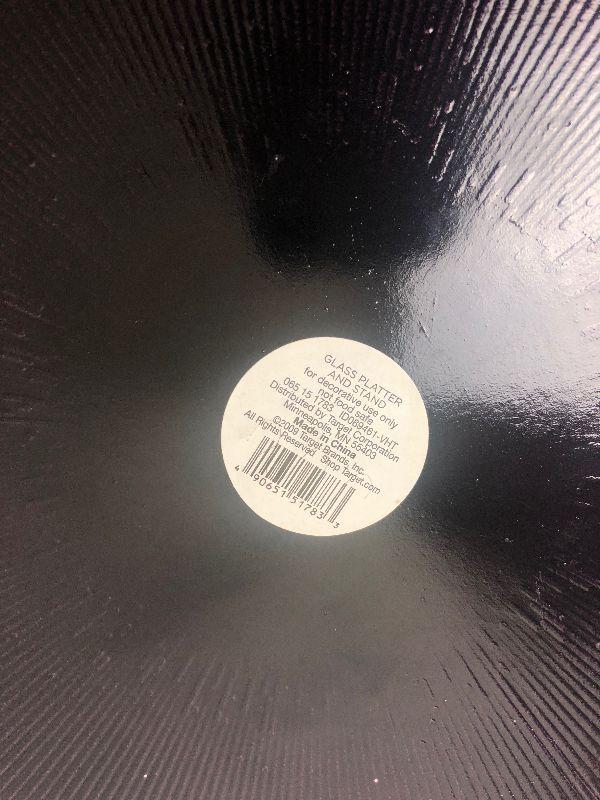 GLASS PLATTER
AND STAND
for decorative use only
not food safe
065 15 1783 ID069461-VHT
Distributed by Target Corporation
Minneapolis, MN 55403
Made in China
©2009 Target Brands, Inc.
All Rights Reserved Shop Target.com
4 90651 51783 3